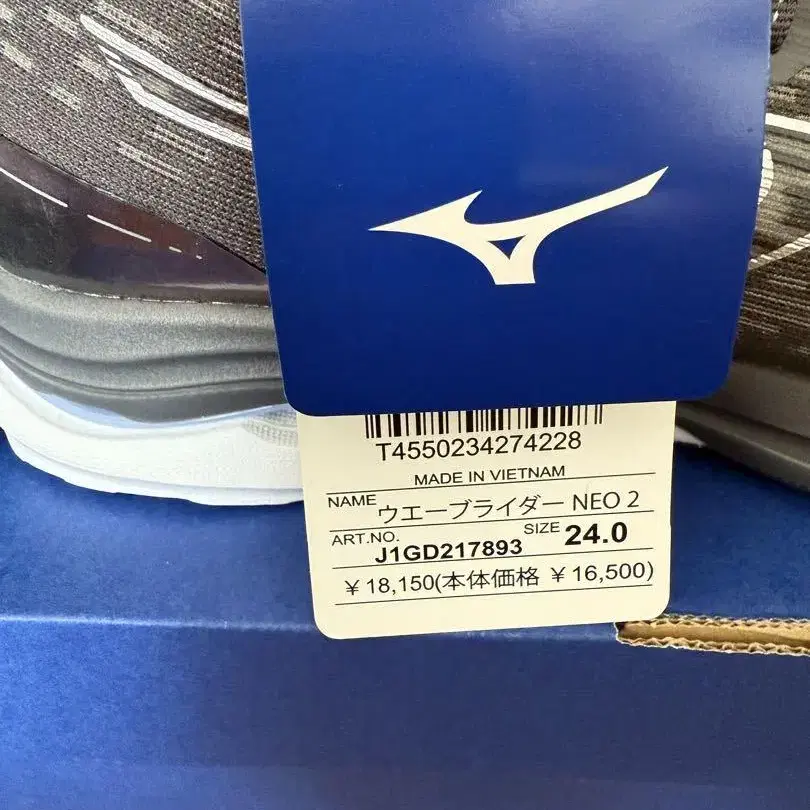 T4550234274228
MADE IN VIETNAM
NAME ウエーブライダー NEO 2
ART.NO. J1GD217893 SIZE 24.0
￥18,150(本体価格 ￥16,500)